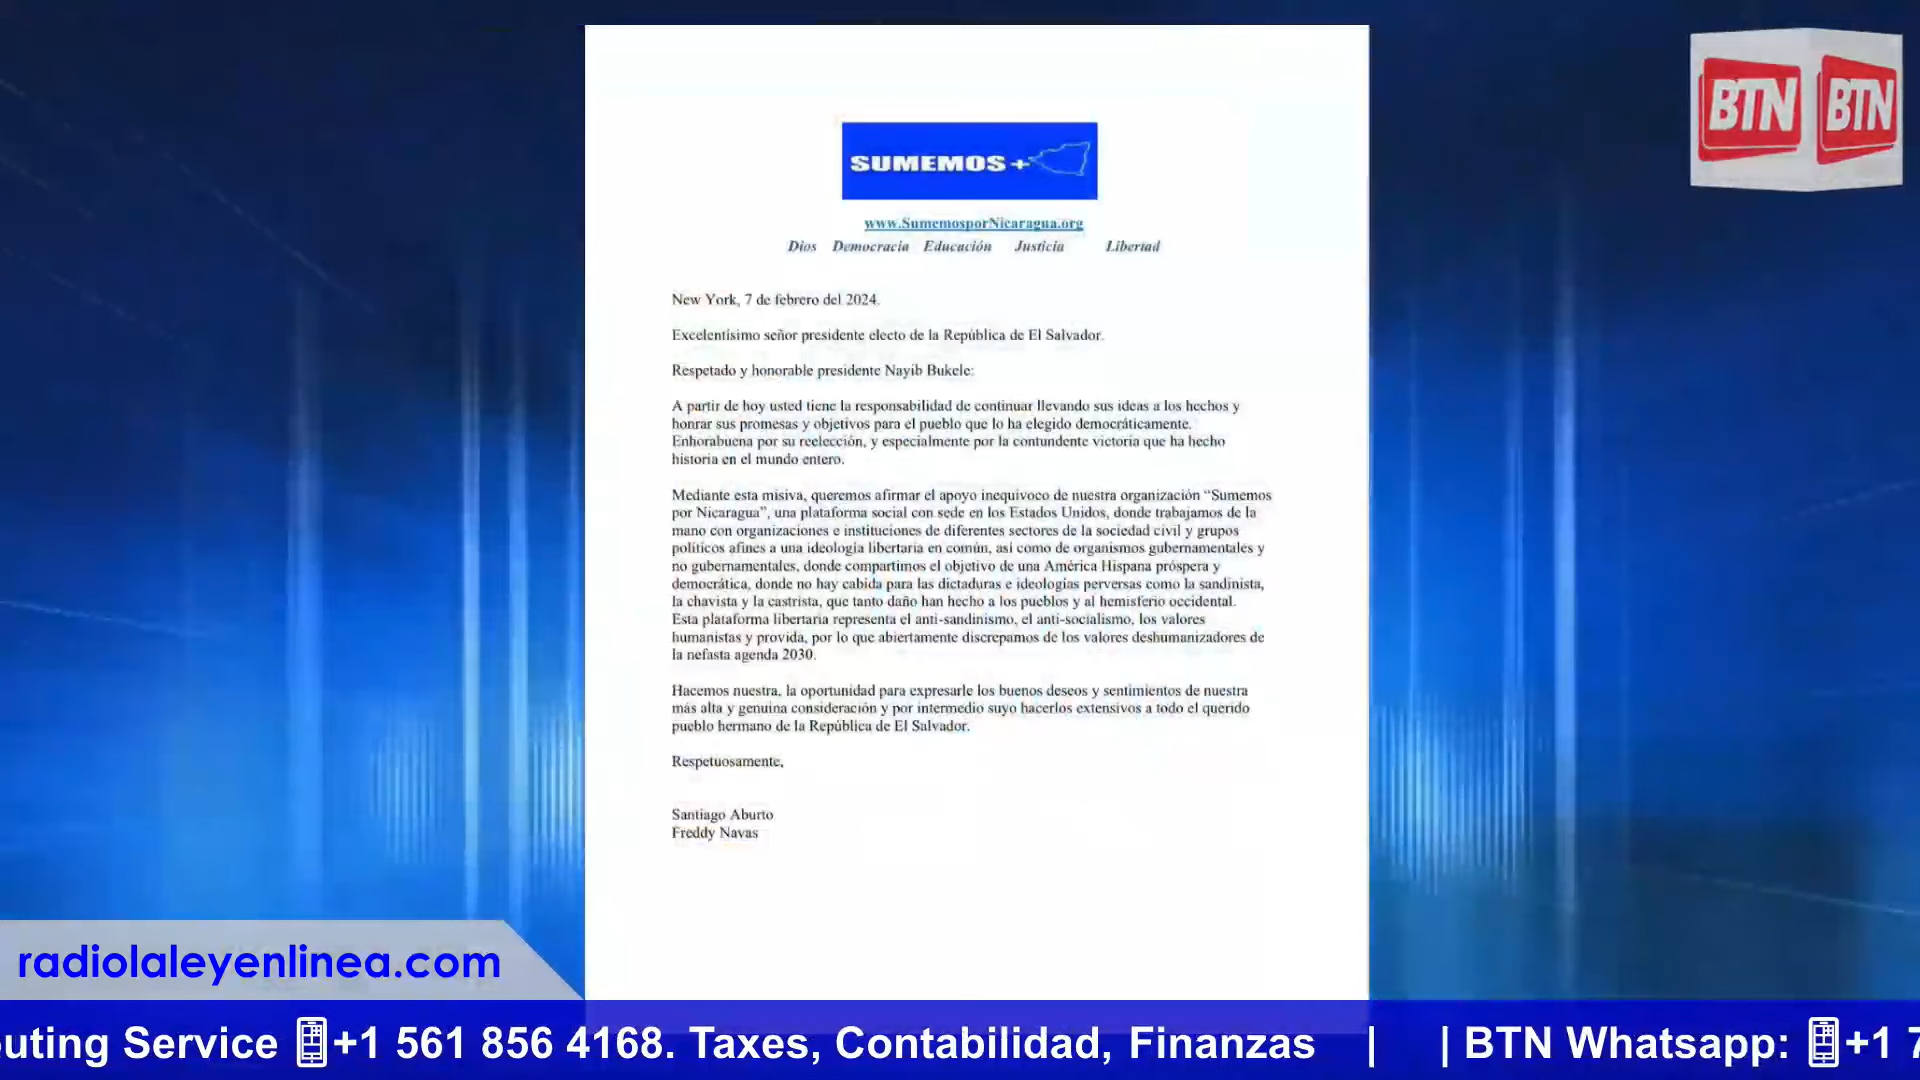 BTN BTN
SUMEMOS +
www.SumemosporNicaragua.org
Dios Democracia Educación Justicia Libertad
New York, 7 de febrero del 2024.
Excelentísimo señor presidente electo de la República de El Salvador.
Respetado y honorable presidente Nayib Bukele:
A partir de hoy usted tiene la responsabilidad de continuar llevando sus ideas a los hechos y
honrar sus promesas y objetivos para el pueblo que lo ha elegido democráticamente.
Enhorabuena por su reelección, y especialmente por la contundente victoria que ha hecho
historia en el mundo entero.
Mediante esta misiva, queremos afirmar el apoyo inequívoco de nuestra organización “Sumemos
por Nicaragua”, una plataforma social con sede en los Estados Unidos, donde trabajamos de la
mano con organizaciones e instituciones de diferentes sectores de la sociedad civil y grupos
políticos afines a una ideología libertaria en común, así como de organismos gubernamentales y
no gubernamentales, donde compartimos el objetivo de una América Hispana próspera y
democrática, donde no hay cabida para las dictaduras e ideologías perversas como la sandinista,
la chavista y la castrista, que tanto daño han hecho a los pueblos y al hemisferio occidental.
Esta plataforma libertaria representa el anti-sandinismo, el anti-socialismo, los valores
humanistas y provida, por lo que abiertamente discrepamos de los valores deshumanizadores de
la nefasta agenda 2030.
Hacemos nuestra, la oportunidad para expresarle los buenos deseos y sentimientos de nuestra
más alta y genuina consideración y por intermedio suyo hacerlos extensivos a todo el querido
pueblo hermano de la República de El Salvador.
Respetuosamente,
Santiago Aburto
Freddy Navas
radiolaleyenlinea.com
outing Service +1 561 856 4168. Taxes, Contabilidad, Finanzas | | BTN Whatsapp: +1 7